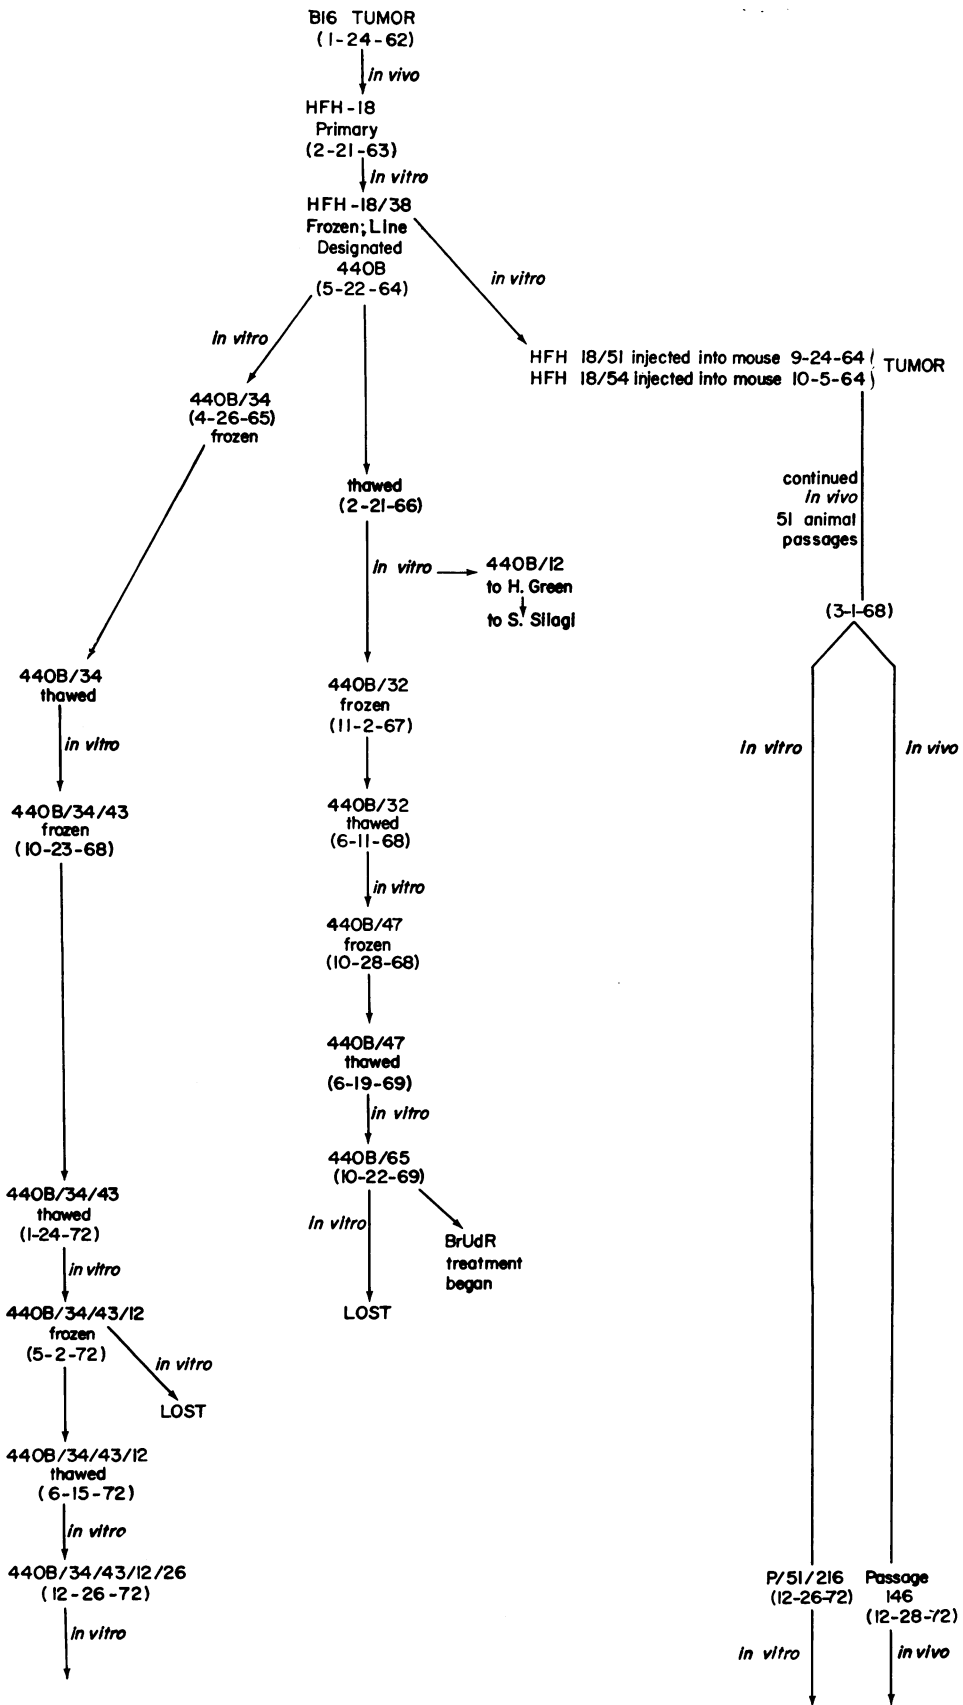 B16 TUMOR
(1-24-62)
in vivo
HFH-18
Primary
(2-21-63)
in vitro
HFH-18/38
Frozen; Line
Designated
440B
(5-22-64)
in vitro
440B/34
(4-26-65)
frozen
440B/34
thawed
in vitro
440B/34/43
frozen
(10-23-68)
440B/34/43
thawed
(1-24-72)
in vitro
440B/34/43/12
frozen
(5-2-72)
in vitro
LOST
440B/34/43/12
thawed
(6-15-72)
in vitro
440B/34/43/12/26
(12-26-72)
in vitro
thawed
(2-21-66)
in vitro
440B/12
to H. Green
to S. Silagi
440B/32
frozen
(11-2-67)
440B/32
thawed
(6-11-68)
in vitro
440B/47
frozen
(10-28-68)
440B/47
thawed
(6-19-69)
in vitro
440B/65
(10-22-69)
in vitro
LOST
BrUdR
treatment
began
in vitro
HFH 18/51 injected into mouse 9-24-64
HFH 18/54 injected into mouse 10-5-64
TUMOR
continued
in vivo
51 animal
passages
(3-1-68)
in vitro
in vivo
P/51/216
(12-26-72)
in vitro
Passage
146
(12-28-72)
in vivo